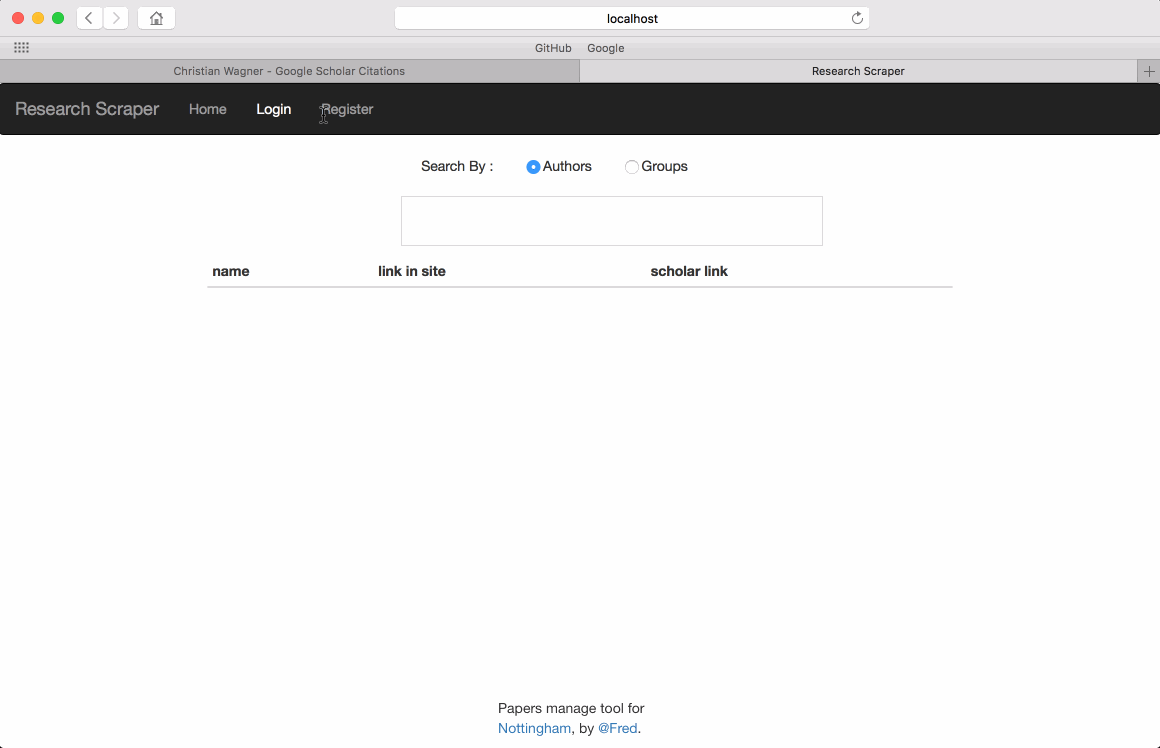 localhost
GitHub Google
Christian Wagner - Google Scholar Citations Research Scraper
Research Scraper Home Login Register
Search By : Authors Groups
name link in site scholar link
Papers manage tool for
Nottingham, by @Fred.